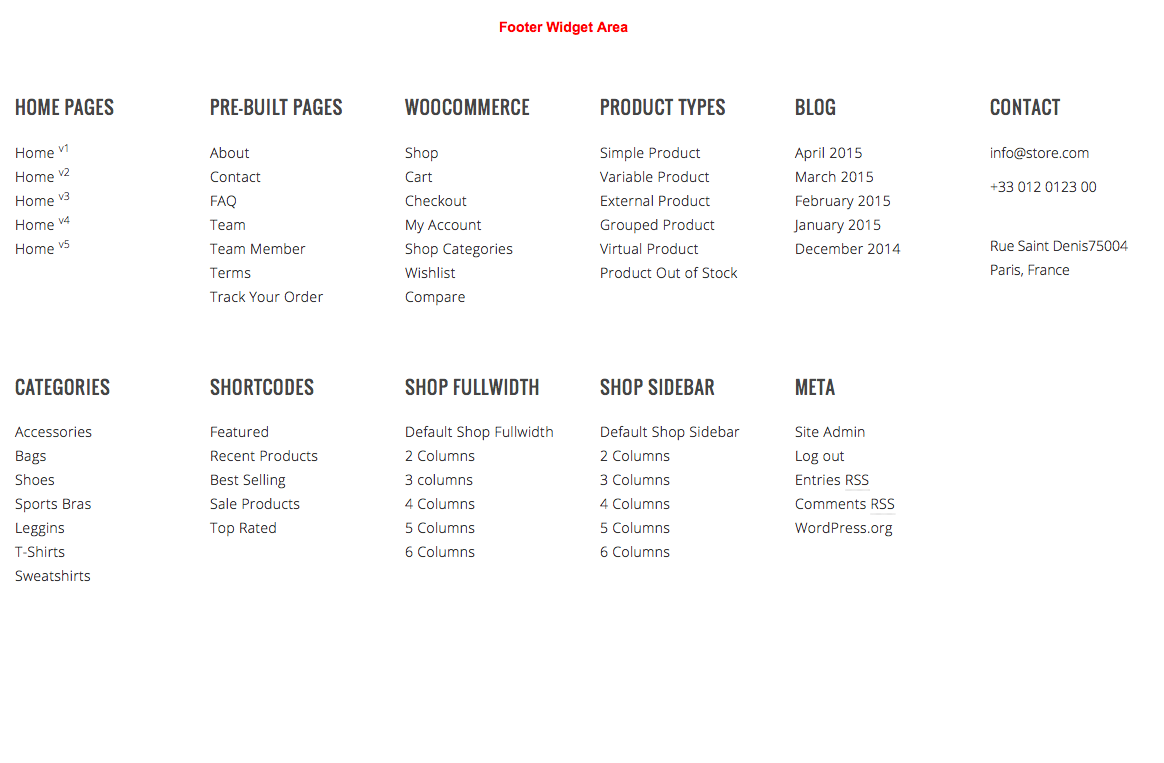 Footer Widget Area
HOME PAGES
Home v1
Home v2
Home v3
Home v4
Home v5
PRE-BUILT PAGES
About
Contact
FAQ
Team
Team Member
Terms
Track Your Order
WOOCOMMERCE
Shop
Cart
Checkout
My Account
Shop Categories
Wishlist
Compare
PRODUCT TYPES
Simple Product
Variable Product
External Product
Grouped Product
Virtual Product
Product Out of Stock
BLOG
April 2015
March 2015
February 2015
January 2015
December 2014
CONTACT
info@store.com
+33 012 0123 00
Rue Saint Denis75004
Paris, France
CATEGORIES
Accessories
Bags
Shoes
Sports Bras
Leggins
T-Shirts
Sweatshirts
SHORTCODES
Featured
Recent Products
Best Selling
Sale Products
Top Rated
SHOP FULLWIDTH
Default Shop Fullwidth
2 Columns
3 columns
4 Columns
5 Columns
6 Columns
SHOP SIDEBAR
Default Shop Sidebar
2 Columns
3 Columns
4 Columns
5 Columns
6 Columns
META
Site Admin
Log out
Entries RSS
Comments RSS
WordPress.org